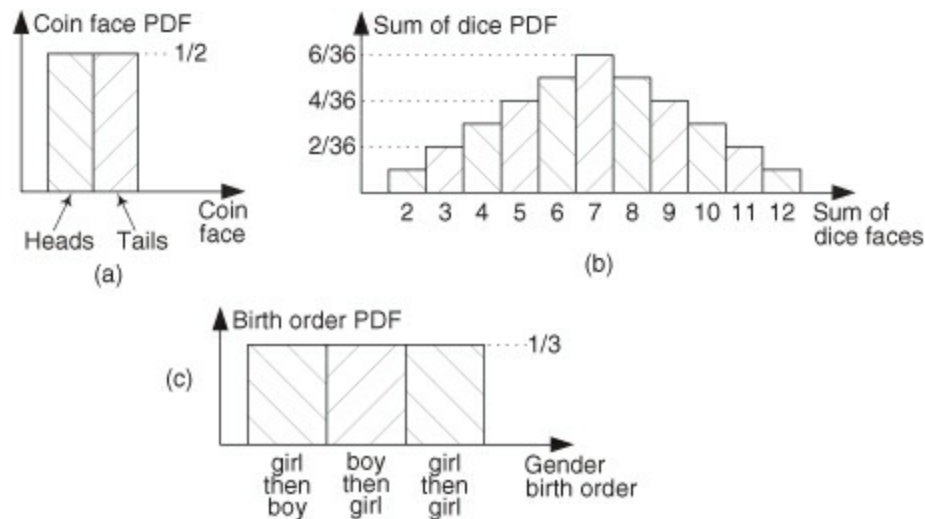 Coin face PDF
1/2
Coin
face
Heads
Tails
(a)
Sum of dice PDF
6/36
4/36
2/36
2 3 4 5 6 7 8 9 10 11 12
Sum of
dice faces
(b)
Birth order PDF
1/3
(c)
girl
then
boy
boy
then
girl
girl
then
girl
Gender
birth order